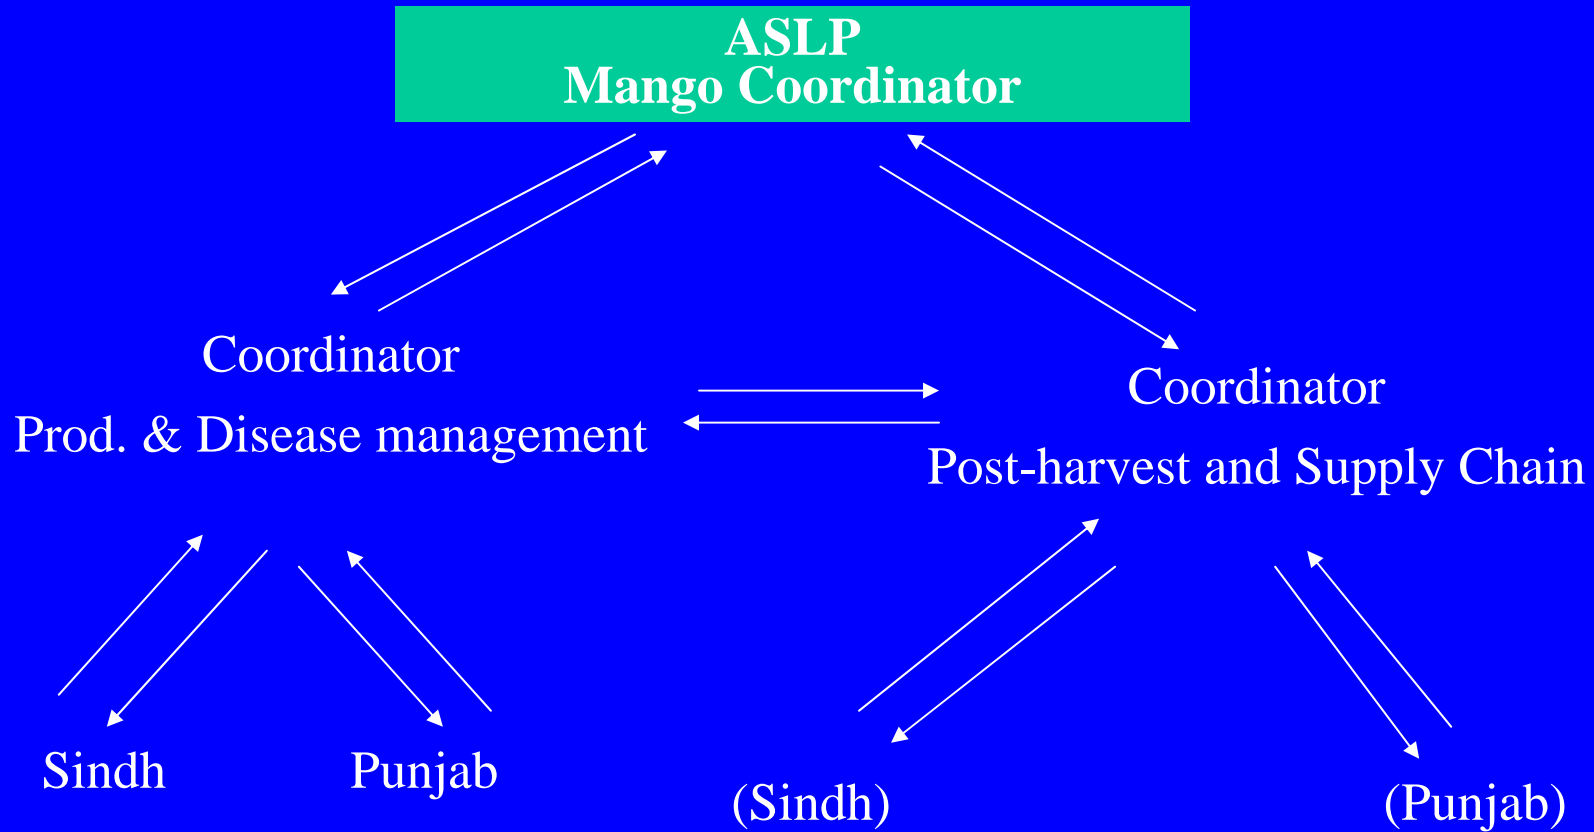 ASLP
Mango Coordinator
Coordinator
Prod. & Disease management
Coordinator
Post-harvest and Supply Chain
Sindh
Punjab
(Sindh)
(Punjab)